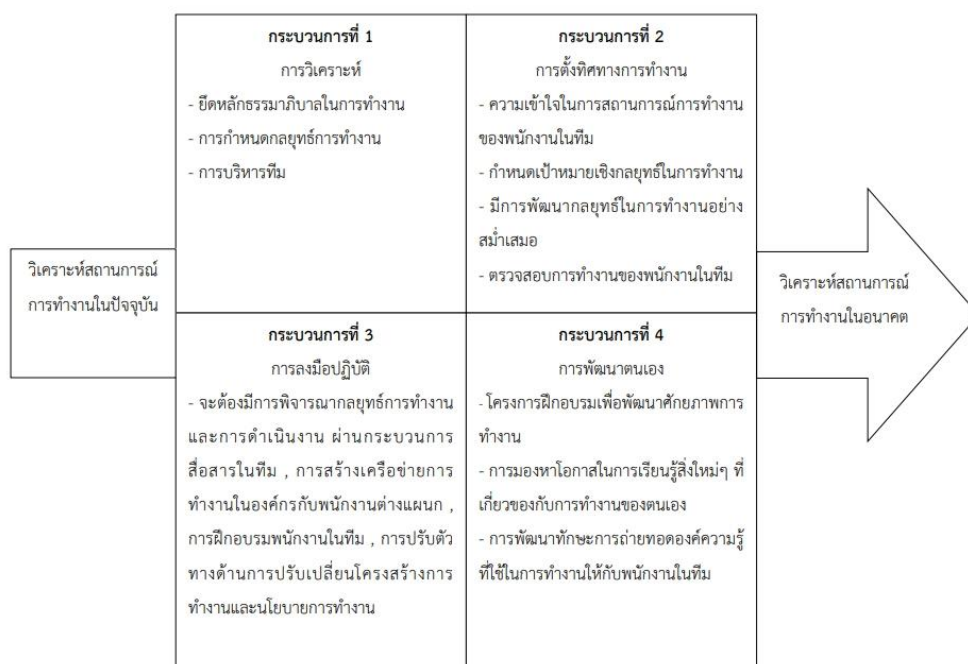 กระบวนการที่ 1
การวิเคราะห์
- ยึดหลักธรรมาภิบาลในการทำงาน
- การกำหนดกลยุทธ์การทำงาน
- การบริหารทีม
กระบวนการที่ 2
การตั้งทิศทางการทำงาน
- ความเข้าใจในการสถานการณ์การทำงาน
ของพนักงานในทีม
- กำหนดเป้าหมายเชิงกลยุทธ์ในการทำงาน
- มีการพัฒนากลยุทธ์ในการทำงานอย่าง
สม่ำเสมอ
- ตรวจสอบการทำงานของพนักงานในทีม
วิเคราะห์สถานการณ์
การทำงานในปัจจุบัน
วิเคราะห์สถานการณ์
การทำงานในอนาคต
กระบวนการที่ 3
การลงมือปฏิบัติ
- จะต้องมีการพิจารณากลยุทธ์การทำงาน
และการดำเนินงาน ผ่านกระบวนการ
สื่อสารในทีม , การสร้างเครือข่ายการ
ทำงานในองค์กรกับพนักงานต่างแผนก ,
การฝึกอบรมพนักงานในทีม , การปรับตัว
ทางด้านการปรับเปลี่ยนโครงสร้างการ
ทำงานและนโยบายการทำงาน
กระบวนการที่ 4
การพัฒนาตนเอง
- โครงการฝึกอบรมเพื่อพัฒนาศักยภาพการ
ทำงาน
- การมองหาโอกาสในการเรียนรู้สิ่งใหม่ๆ ที่
เกี่ยวของกับการทำงานของตนเอง
- การพัฒนาทักษะการถ่ายทอดองค์ความรู้
ที่ใช้ในการทำงานให้กับพนักงานในทีม